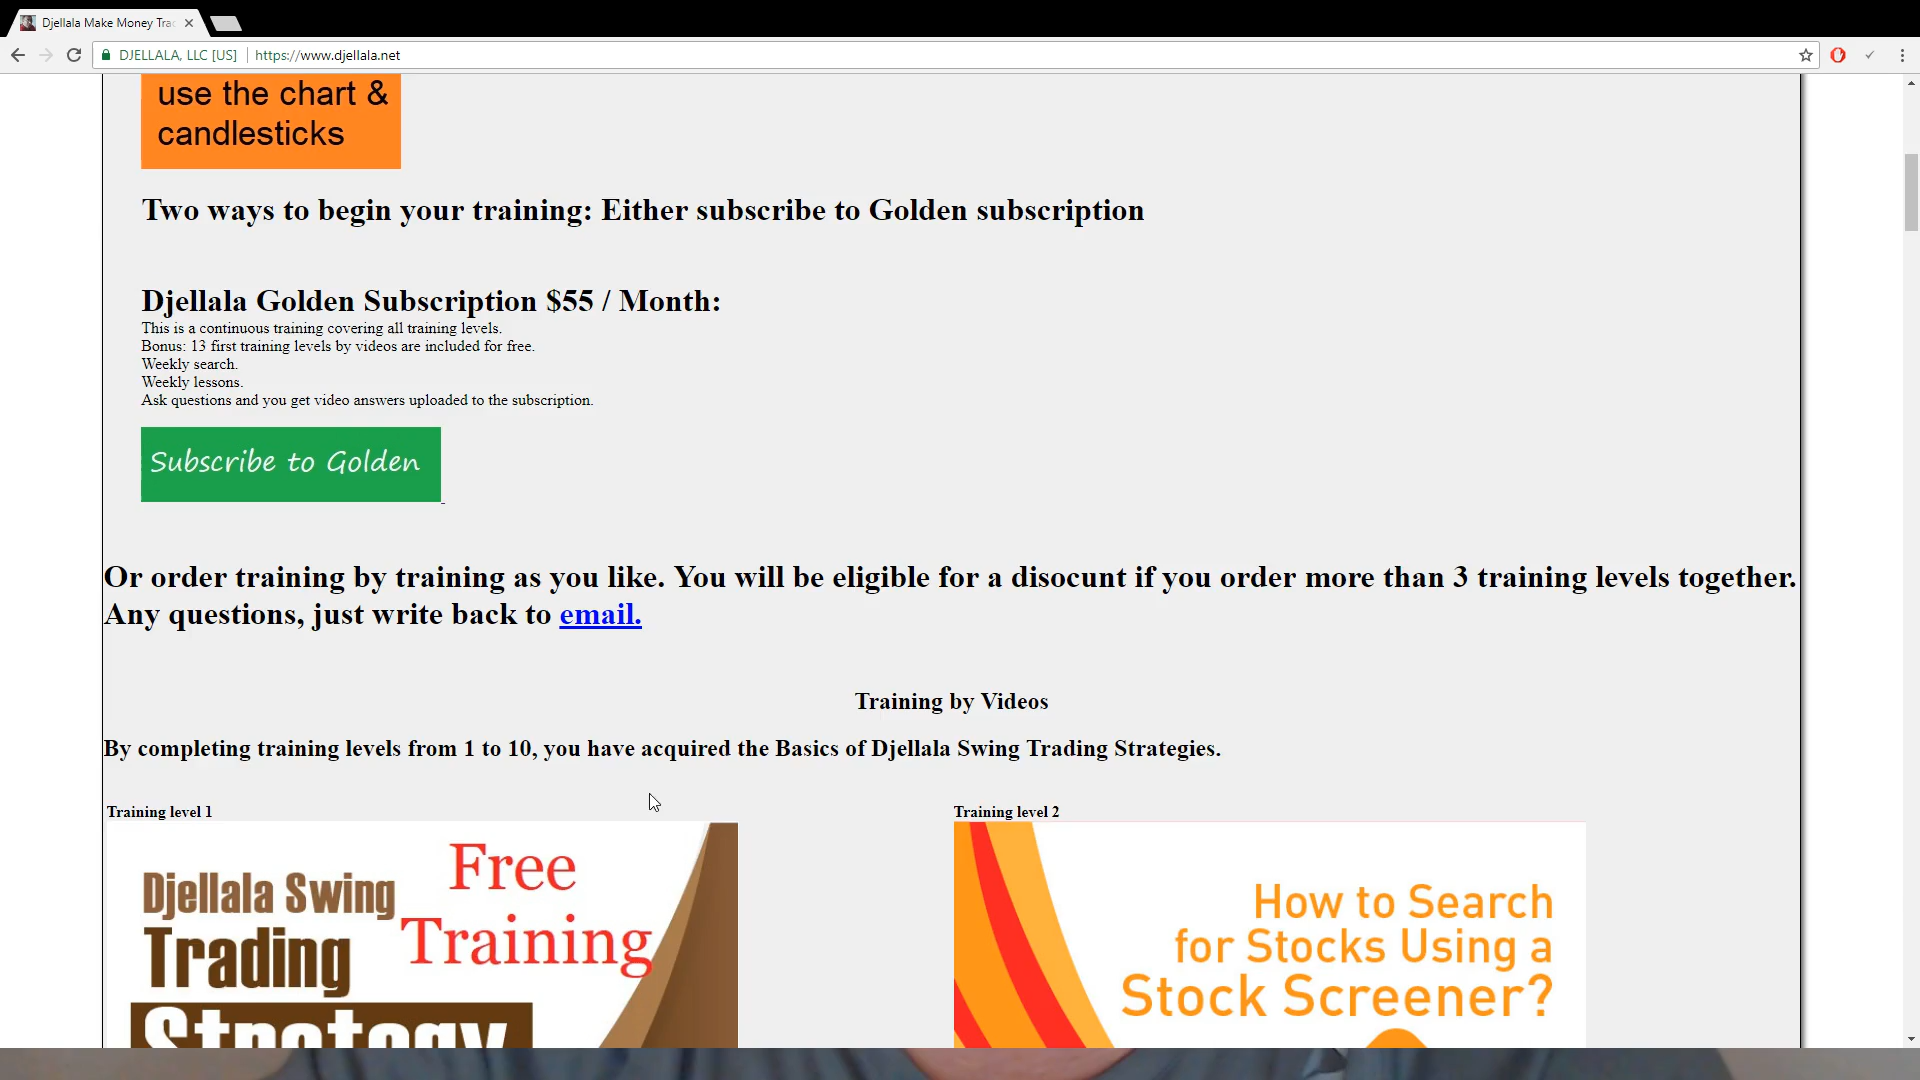 Djellala Make Money Tra
DJELLALA, LLC [US]
https://www.djellala.net
use the chart &
candlesticks
Two ways to begin your training: Either subscribe to Golden subscription
Djellala Golden Subscription $55 / Month:
This is a continuous training covering all training levels.
Bonus: 13 first training levels by videos are included for free.
Weekly search.
Weekly lessons.
Ask questions and you get video answers uploaded to the subscription.
Subscribe to Golden
Or order training by training as you like. You will be eligible for a disocunt if you order more than 3 training levels together.
Any questions, just write back to email.
Training by Videos
By completing training levels from 1 to 10, you have acquired the Basics of Djellala Swing Trading Strategies.
Training level 1
Djellala Swing
Trading
Strategy
Free
Training
Training level 2
How to Search
for Stocks Using a
Stock Screener?